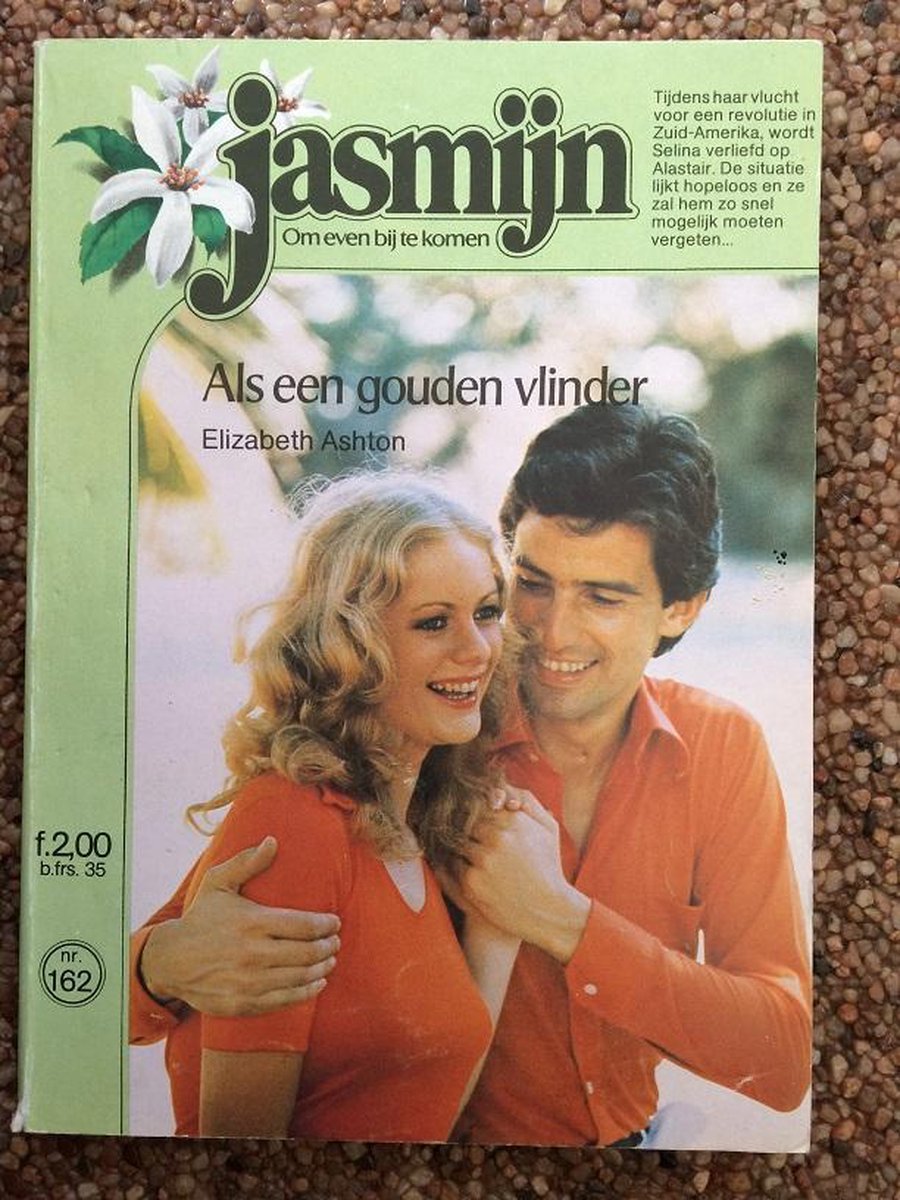 jasmijn
Om even bij te komen
Tijdens haar vlucht
voor een revolutie in
Zuid-Amerika, wordt
Selina verliefd op
Alastair. De situatie
lijkt hopeloos en ze
zal hem zo snel
mogelijk moeten
vergeten...
Als een gouden vlinder
Elizabeth Ashton
f.2,00
b.frs. 35
nr.
162